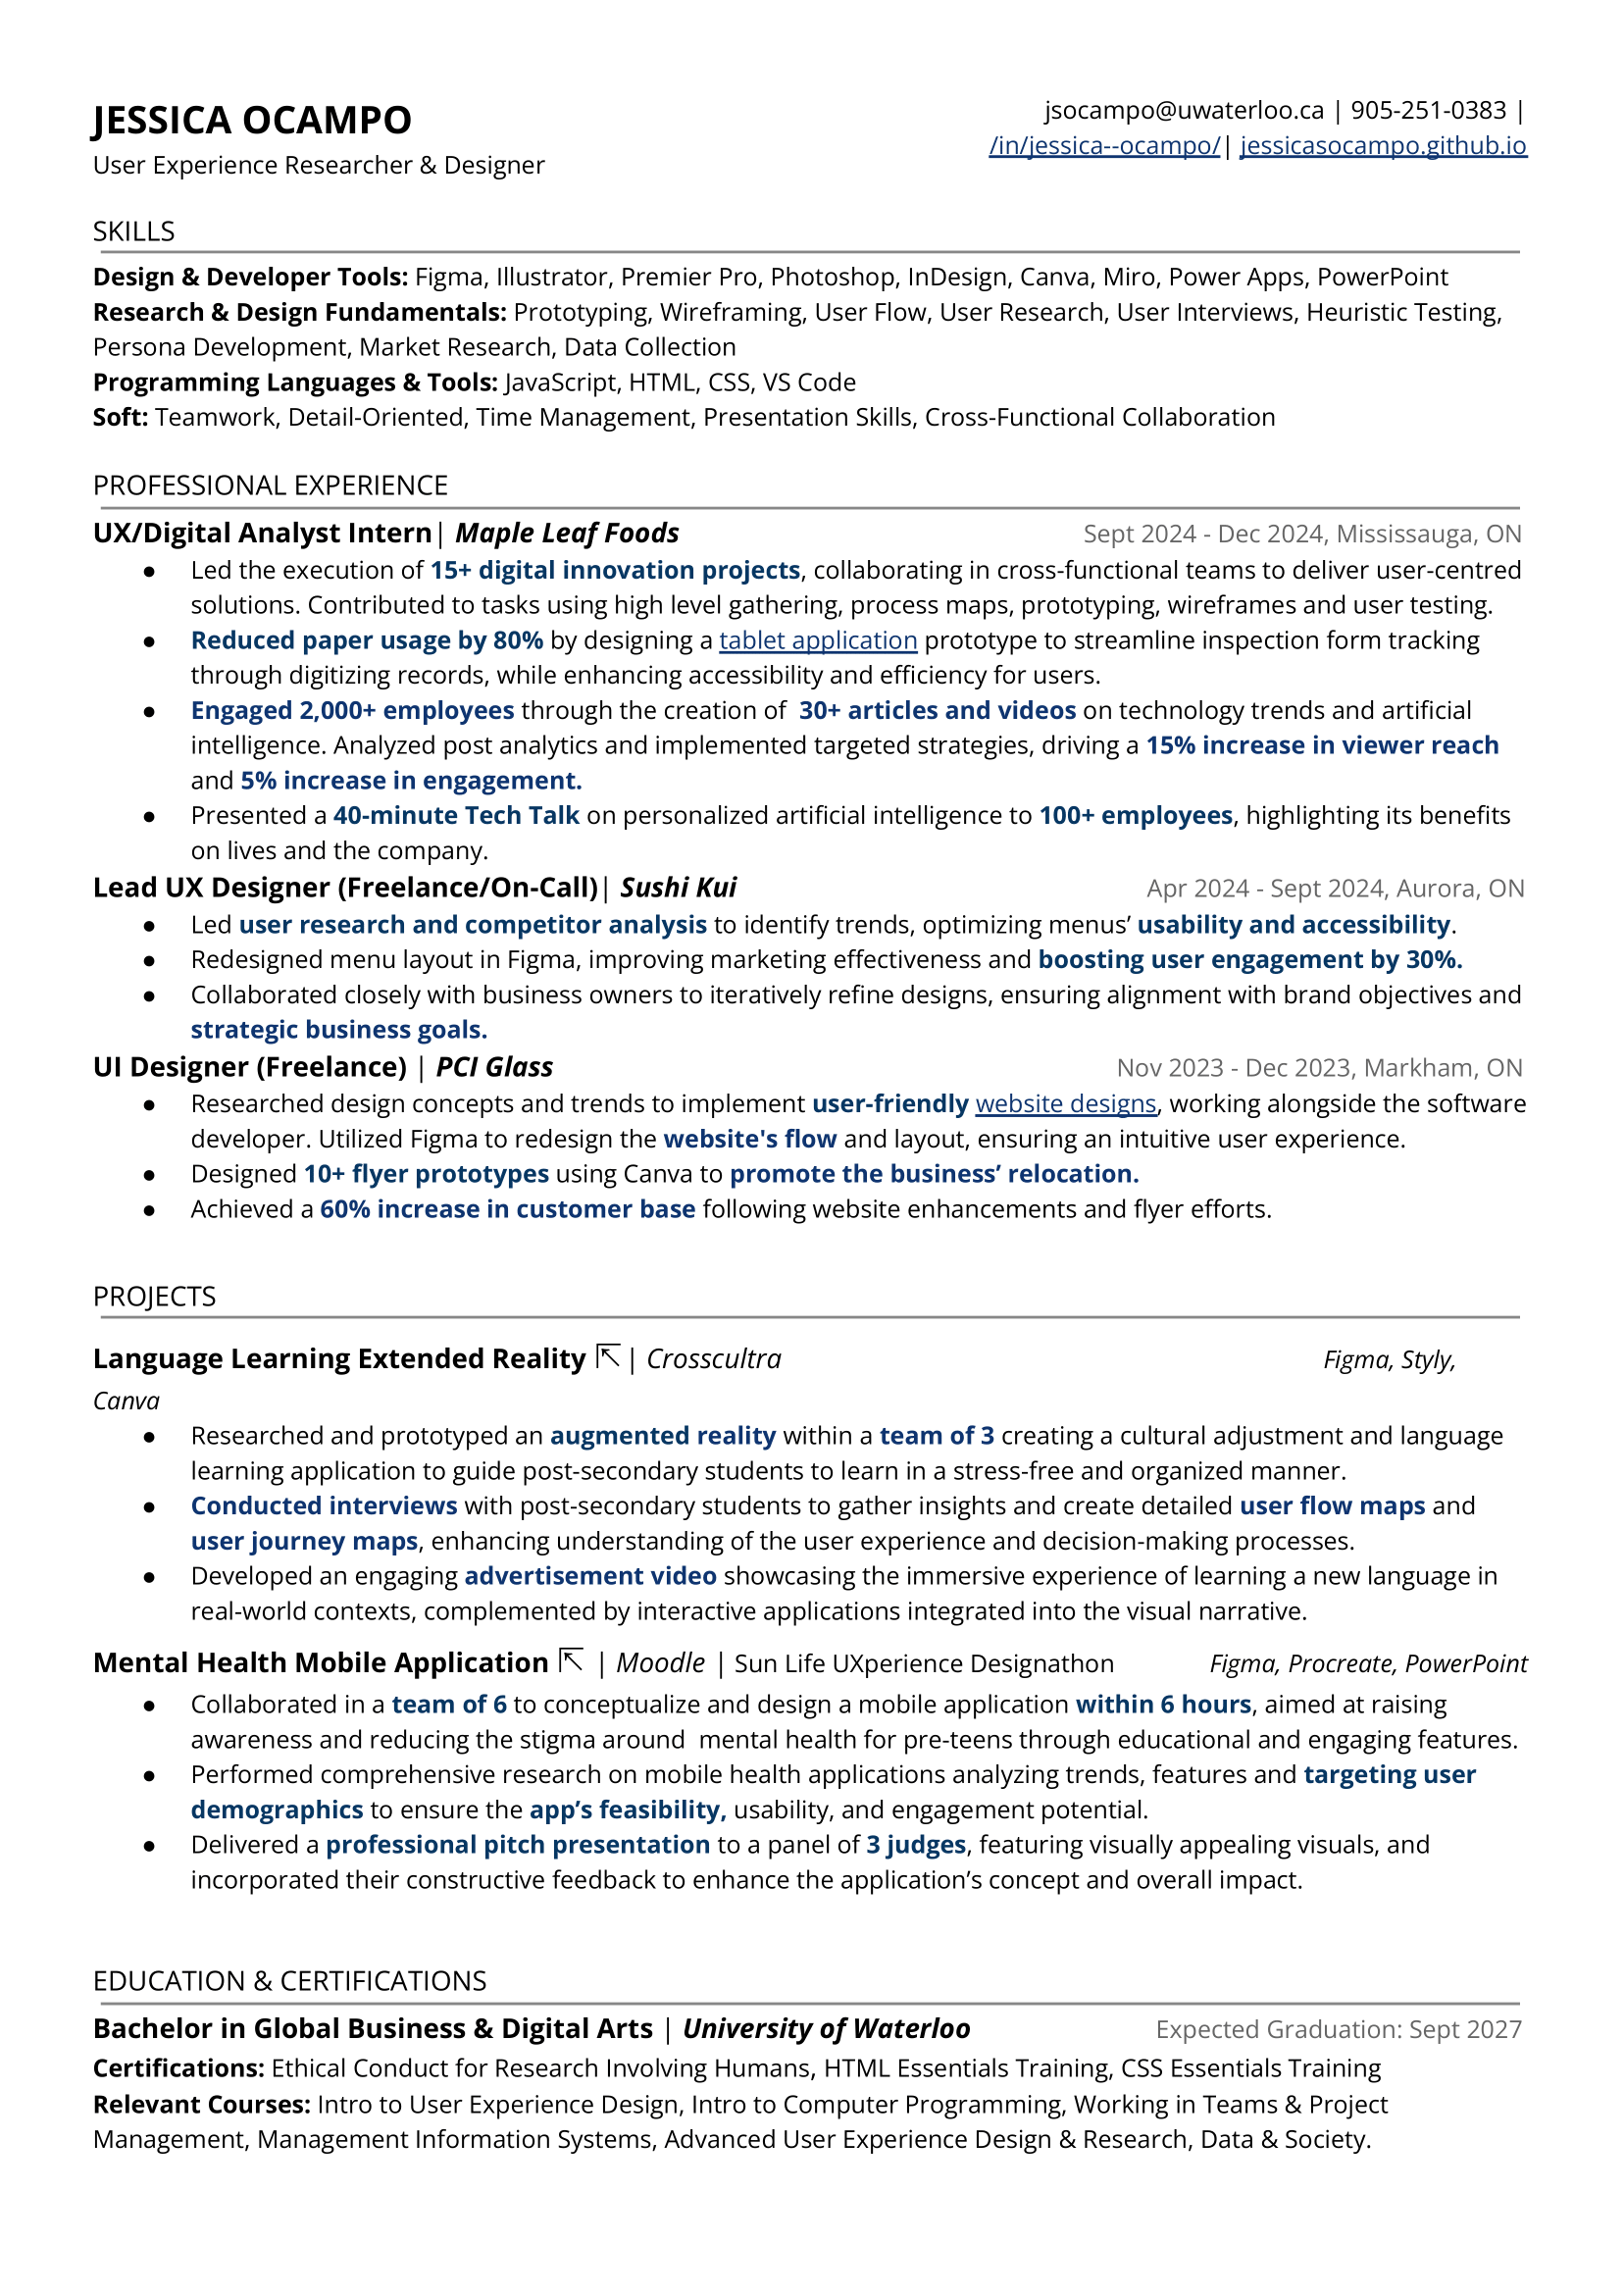 JESSICA OCAMPO
User Experience Researcher & Designer
jsocampo@uwaterloo.ca | 905-251-0383 |
/in/jessica--ocampo/| jessicasocampo.github.io
SKILLS
Design & Developer Tools: Figma, Illustrator, Premier Pro, Photoshop, InDesign, Canva, Miro, Power Apps, PowerPoint
Research & Design Fundamentals: Prototyping, Wireframing, User Flow, User Research, User Interviews, Heuristic Testing,
Persona Development, Market Research, Data Collection
Programming Languages & Tools: JavaScript, HTML, CSS, VS Code
Soft: Teamwork, Detail-Oriented, Time Management, Presentation Skills, Cross-Functional Collaboration
PROFESSIONAL EXPERIENCE
UX/Digital Analyst Intern| Maple Leaf Foods Sept 2024 - Dec 2024, Mississauga, ON
● Led the execution of 15+ digital innovation projects, collaborating in cross-functional teams to deliver user-centred
solutions. Contributed to tasks using high level gathering, process maps, prototyping, wireframes and user testing.
● Reduced paper usage by 80% by designing a tablet application prototype to streamline inspection form tracking
through digitizing records, while enhancing accessibility and efficiency for users.
● Engaged 2,000+ employees through the creation of 30+ articles and videos on technology trends and artificial
intelligence. Analyzed post analytics and implemented targeted strategies, driving a 15% increase in viewer reach
and 5% increase in engagement.
● Presented a 40-minute Tech Talk on personalized artificial intelligence to 100+ employees, highlighting its benefits
on lives and the company.
Lead UX Designer (Freelance/On-Call)| Sushi Kui Apr 2024 - Sept 2024, Aurora, ON
● Led user research and competitor analysis to identify trends, optimizing menus’ usability and accessibility.
● Redesigned menu layout in Figma, improving marketing effectiveness and boosting user engagement by 30%.
● Collaborated closely with business owners to iteratively refine designs, ensuring alignment with brand objectives and
strategic business goals.
UI Designer (Freelance) | PCI Glass Nov 2023 - Dec 2023, Markham, ON
● Researched design concepts and trends to implement user-friendly website designs, working alongside the software
developer. Utilized Figma to redesign the website's flow and layout, ensuring an intuitive user experience.
● Designed 10+ flyer prototypes using Canva to promote the business’ relocation.
● Achieved a 60% increase in customer base following website enhancements and flyer efforts.
PROJECTS
Language Learning Extended Reality ⇱| Crosscultra Figma, Styly,
Canva
● Researched and prototyped an augmented reality within a team of 3 creating a cultural adjustment and language
learning application to guide post-secondary students to learn in a stress-free and organized manner.
● Conducted interviews with post-secondary students to gather insights and create detailed user flow maps and
user journey maps, enhancing understanding of the user experience and decision-making processes.
● Developed an engaging advertisement video showcasing the immersive experience of learning a new language in
real-world contexts, complemented by interactive applications integrated into the visual narrative.
Mental Health Mobile Application ⇱ | Moodle | Sun Life UXperience Designathon Figma, Procreate, PowerPoint
● Collaborated in a team of 6 to conceptualize and design a mobile application within 6 hours, aimed at raising
awareness and reducing the stigma around mental health for pre-teens through educational and engaging features.
● Performed comprehensive research on mobile health applications analyzing trends, features and targeting user
demographics to ensure the app’s feasibility, usability, and engagement potential.
● Delivered a professional pitch presentation to a panel of 3 judges, featuring visually appealing visuals, and
incorporated their constructive feedback to enhance the application’s concept and overall impact.
EDUCATION & CERTIFICATIONS
Bachelor in Global Business & Digital Arts | University of Waterloo Expected Graduation: Sept 2027
Certifications: Ethical Conduct for Research Involving Humans, HTML Essentials Training, CSS Essentials Training
Relevant Courses: Intro to User Experience Design, Intro to Computer Programming, Working in Teams & Project
Management, Management Information Systems, Advanced User Experience Design & Research, Data & Society.